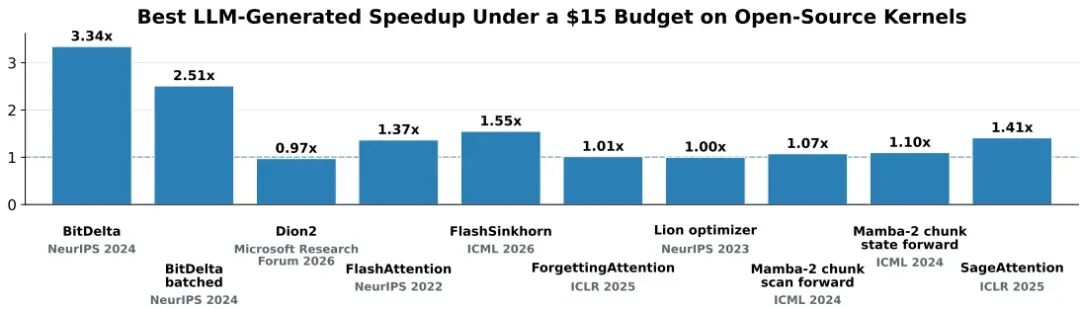 Best LLM-Generated Speedup Under a $15 Budget on Open-Source Kernels
3.34x
2.51x
0.97x
1.37x
1.55x
1.01x
1.00x
1.07x
1.10x
1.41x
3
2
1
0
BitDelta
NeurIPS 2024
BitDelta
batched
NeurIPS 2024
Dion2
Microsoft Research
Forum 2026
FlashAttention
NeurIPS 2022
FlashSinkhorn
ICML 2026
ForgettingAttention
ICLR 2025
Lion optimizer
NeurIPS 2023
Mamba-2 chunk
scan forward
ICML 2024
Mamba-2 chunk
state forward
ICML 2024
SageAttention
ICLR 2025